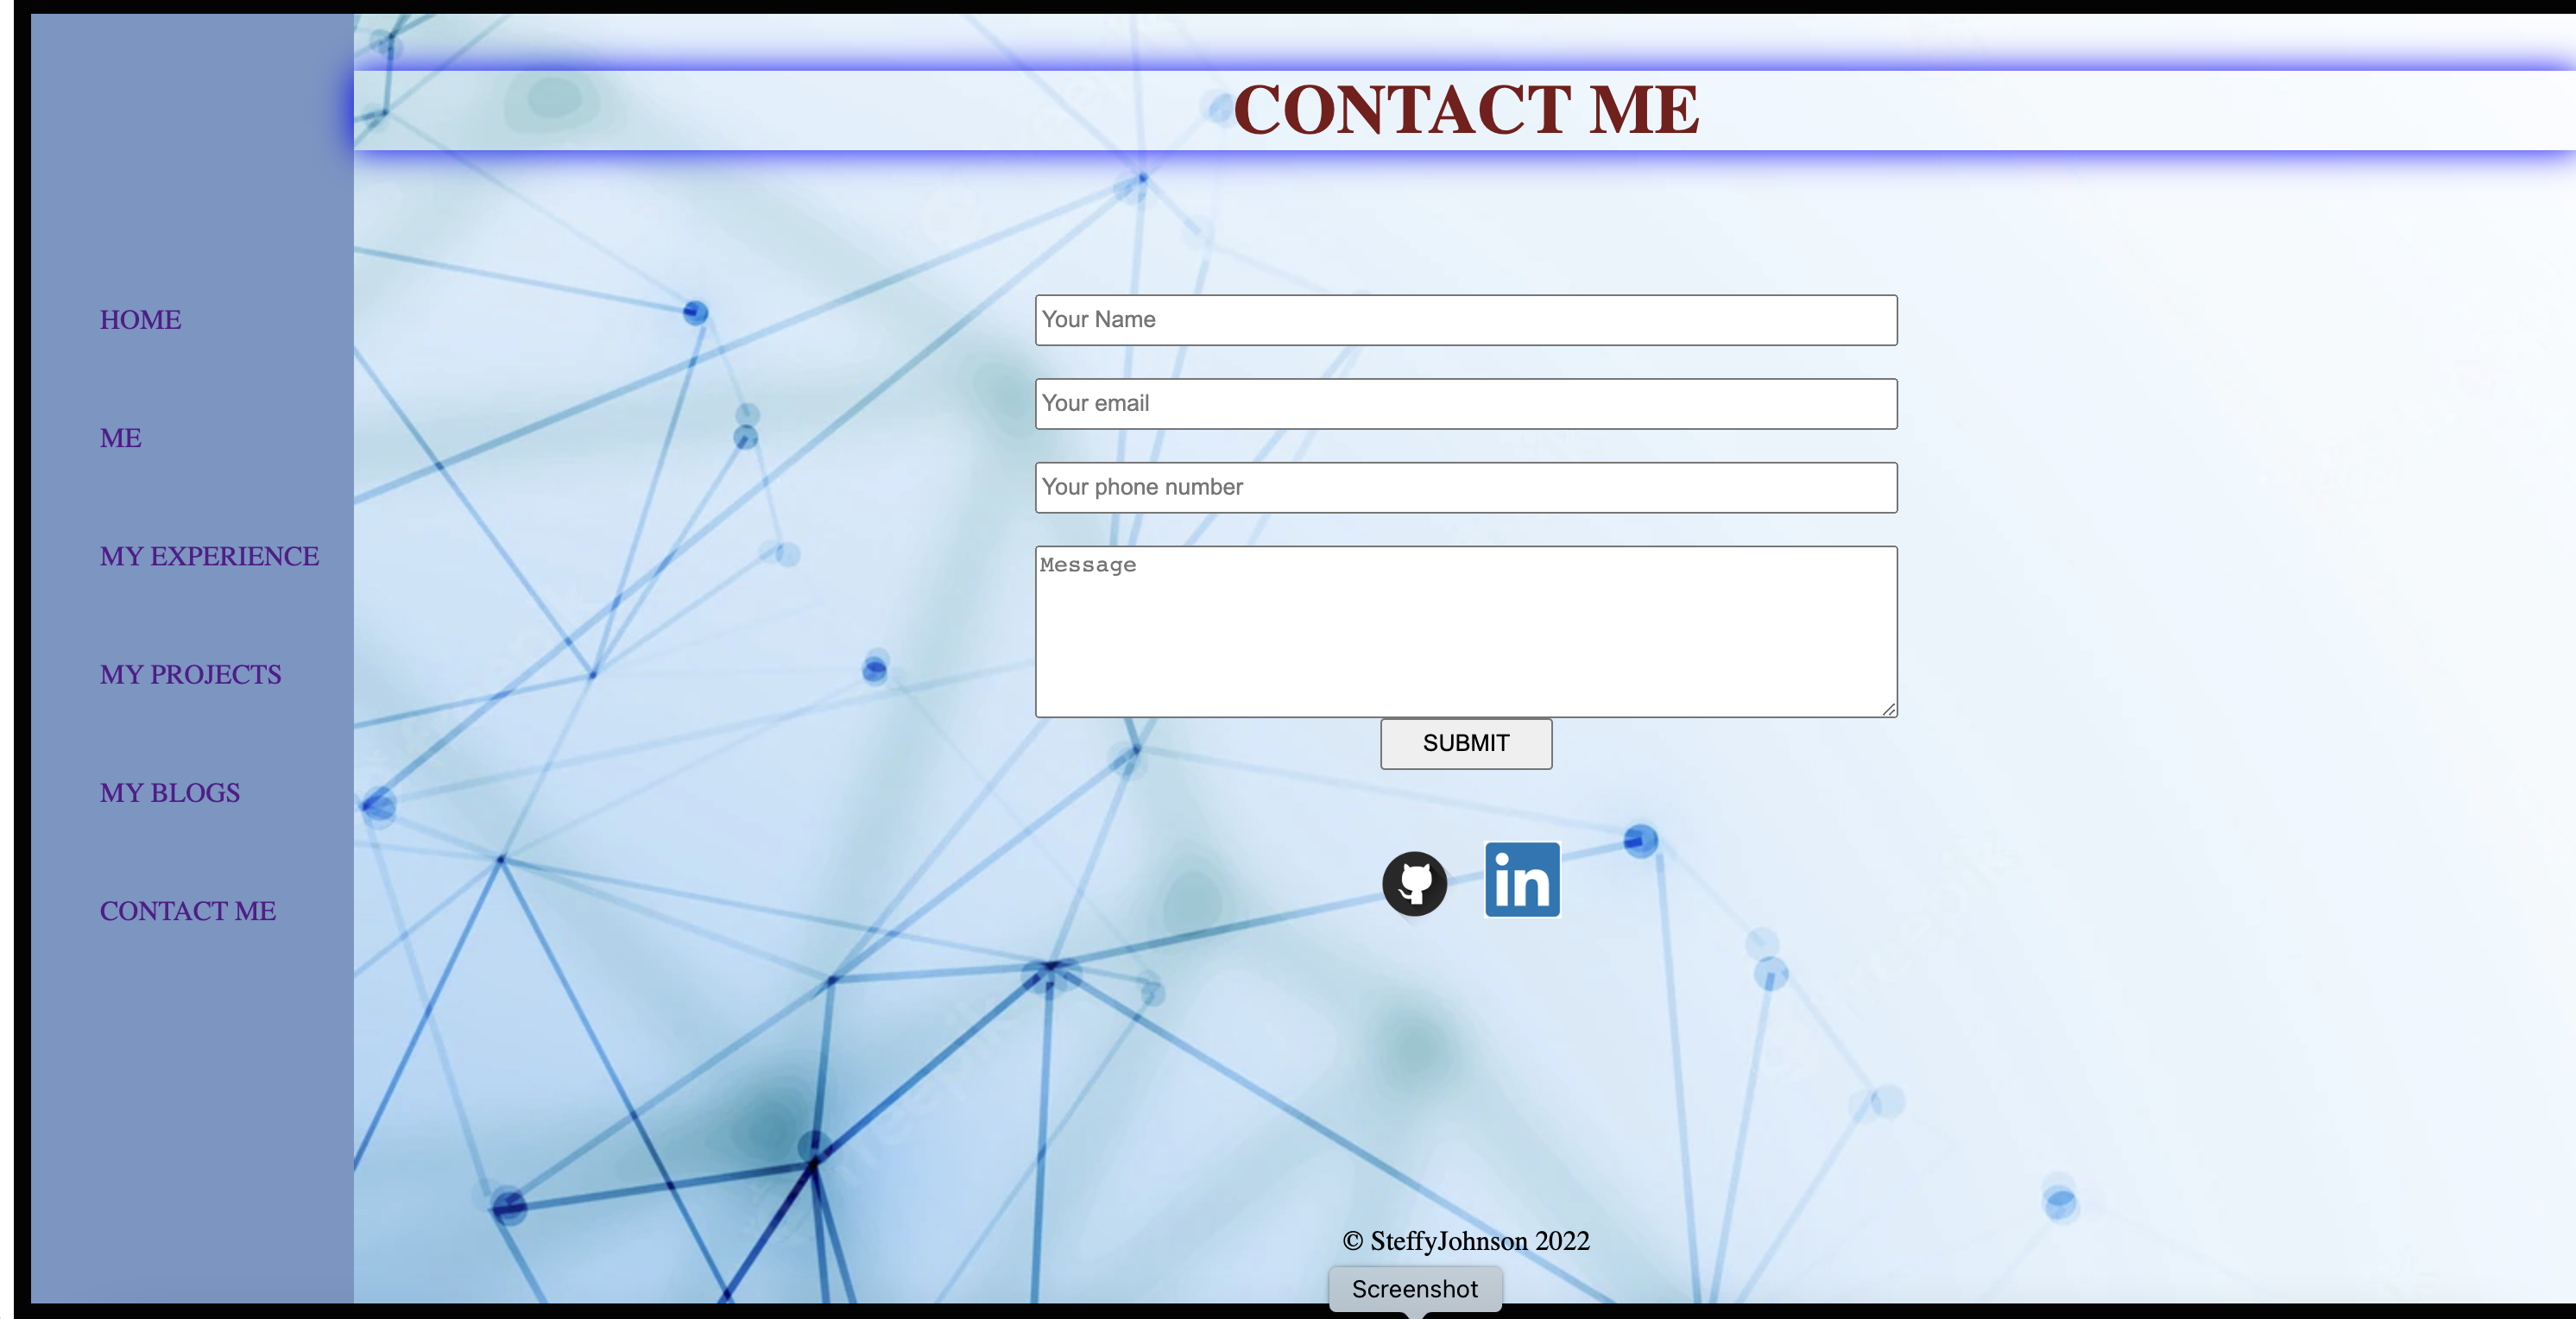 CONTACT ME
HOME
ME
MY EXPERIENCE
MY PROJECTS
MY BLOGS
CONTACT ME
Your Name
Your email
Your phone number
Message
SUBMIT
in
© SteffyJohnson 2022
Screenshot